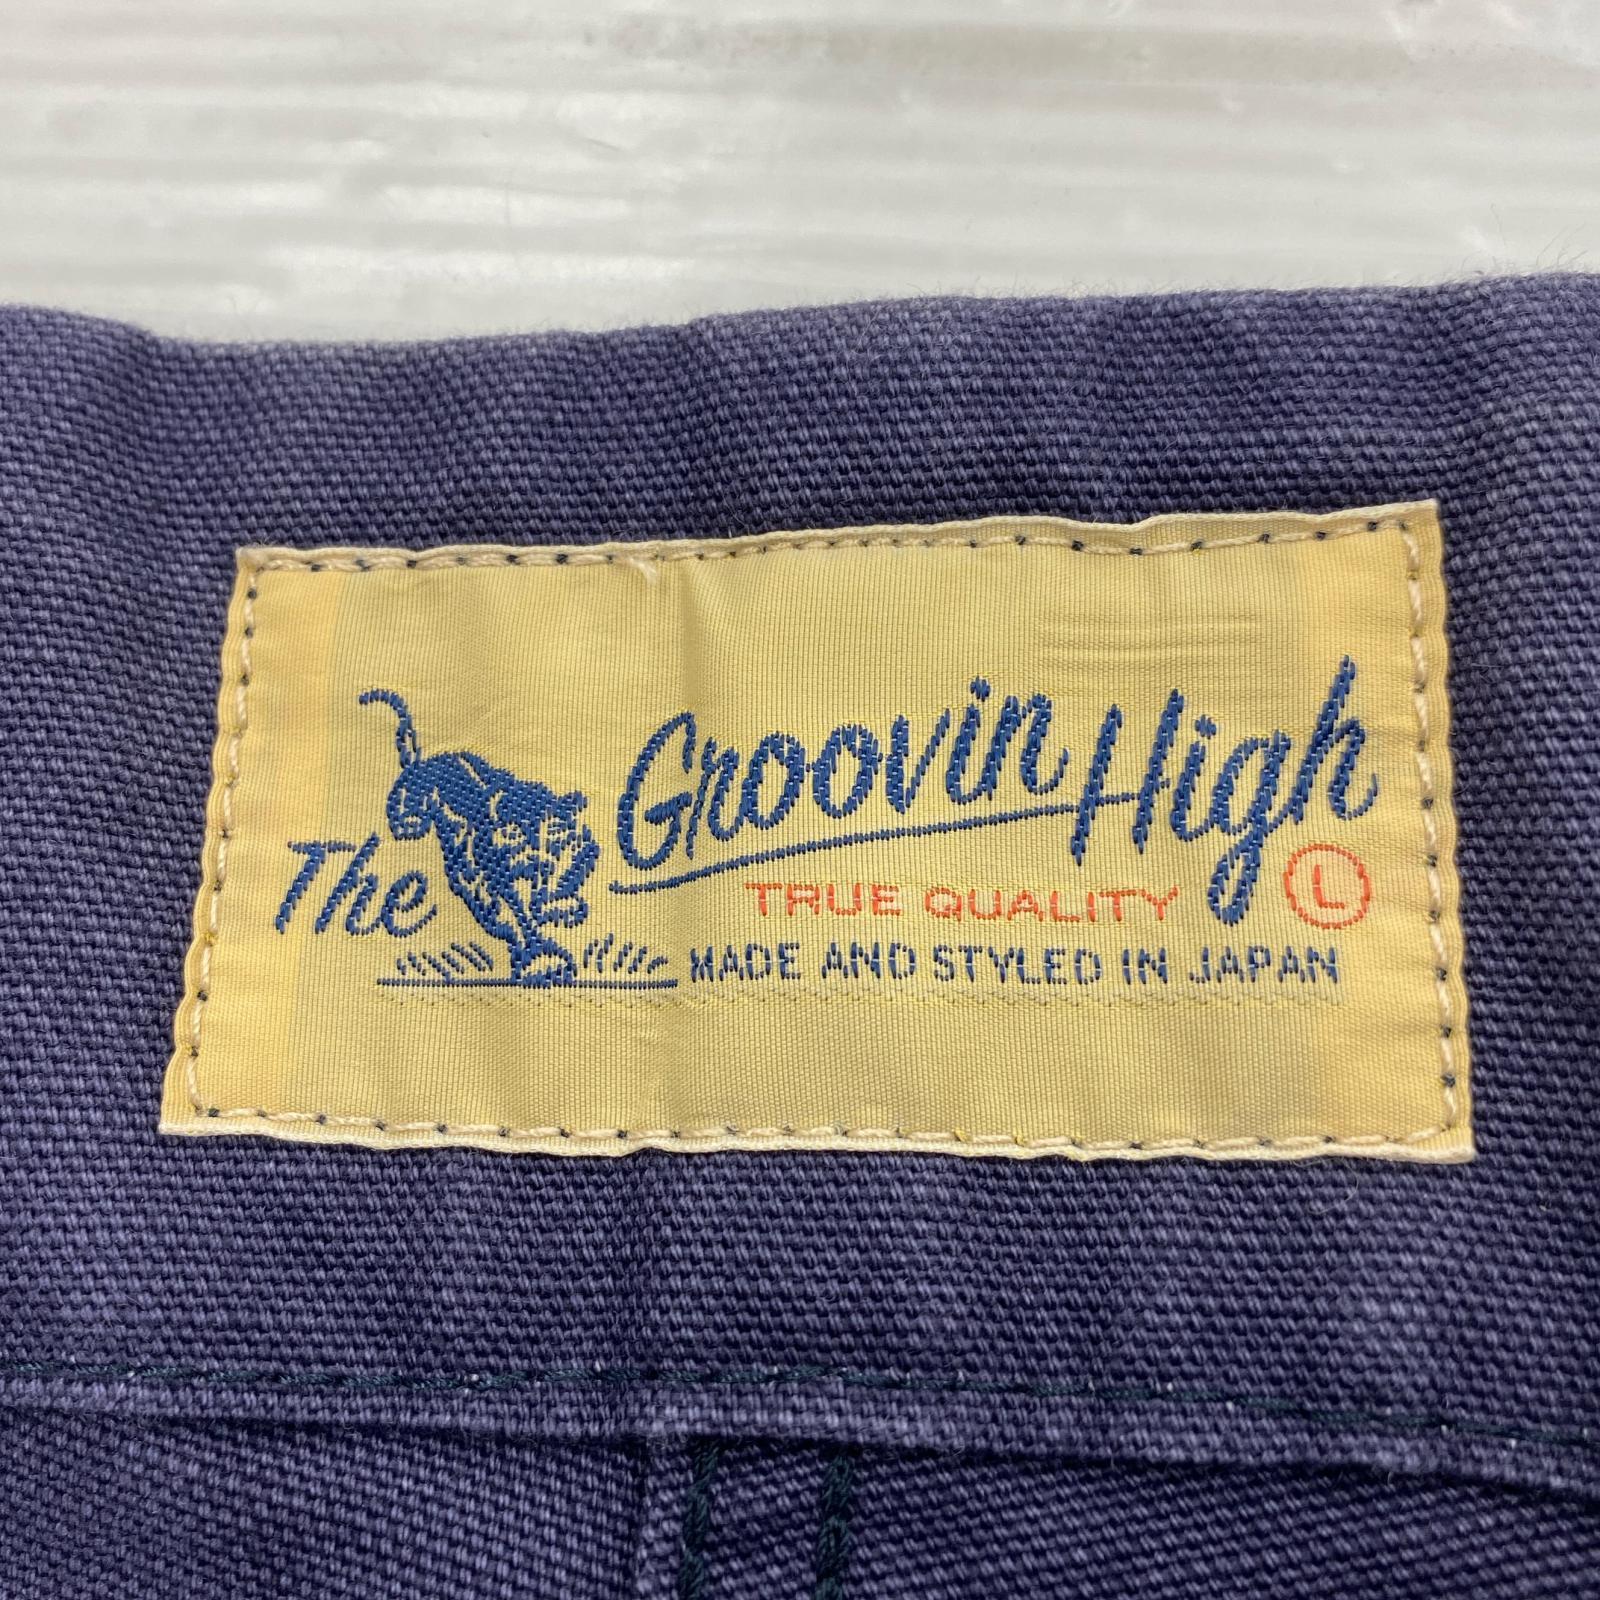 The Groovin High
TRUE QUALITY L
MADE AND STYLED IN JAPAN